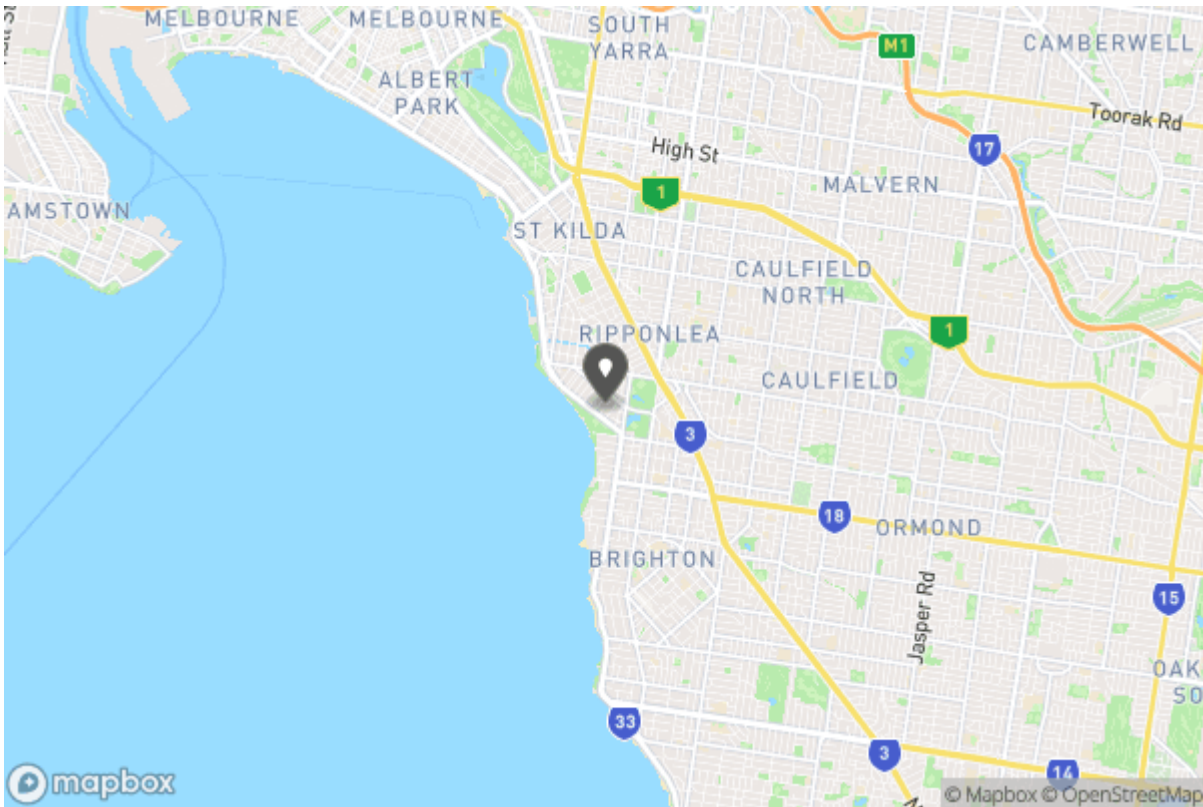 MELBOURNE
MELBOURNE
SOUTH
YARRA
M1
CAMBERWELL
ALBERT
PARK
Toorak Rd
High St
17
MALVERN
1
AMSTOWN
ST KILDA
CAULFIELD
NORTH
RIPPONLEA
1
CAULFIELD
3
18
ORMOND
BRIGHTON
Jasper Rd
15
OAK
SO
33
3
14
mapbox
© Mapbox © OpenStreetMap